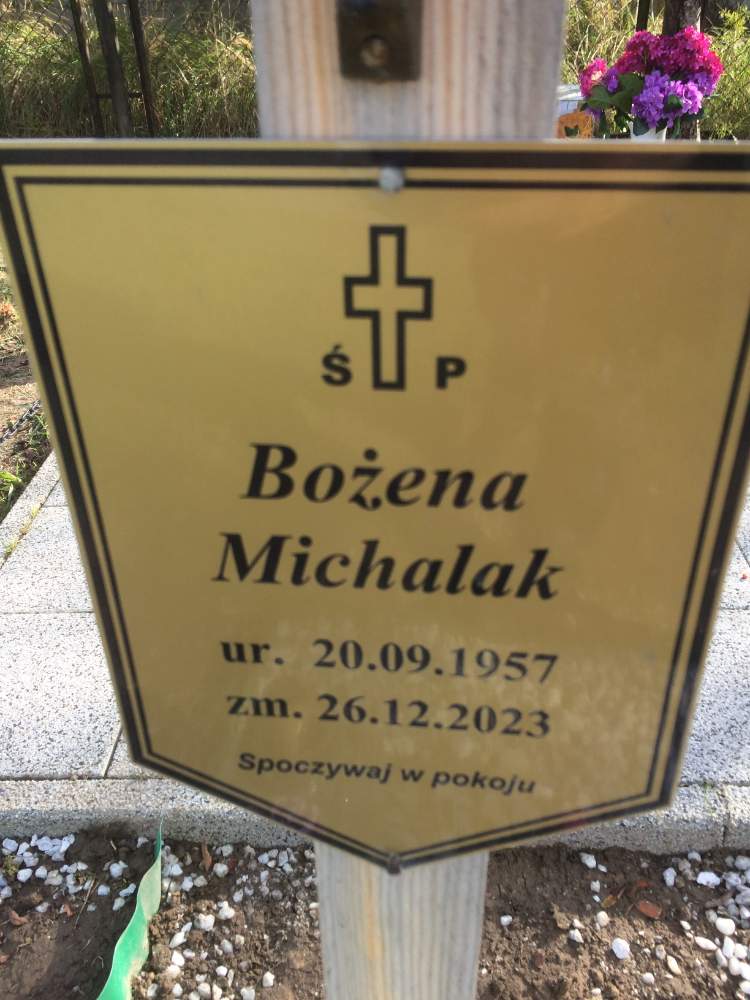 Ś P
Bożena
Michalak
ur. 20.09.1957
zm. 26.12.2023
Spoczywaj w pokoju